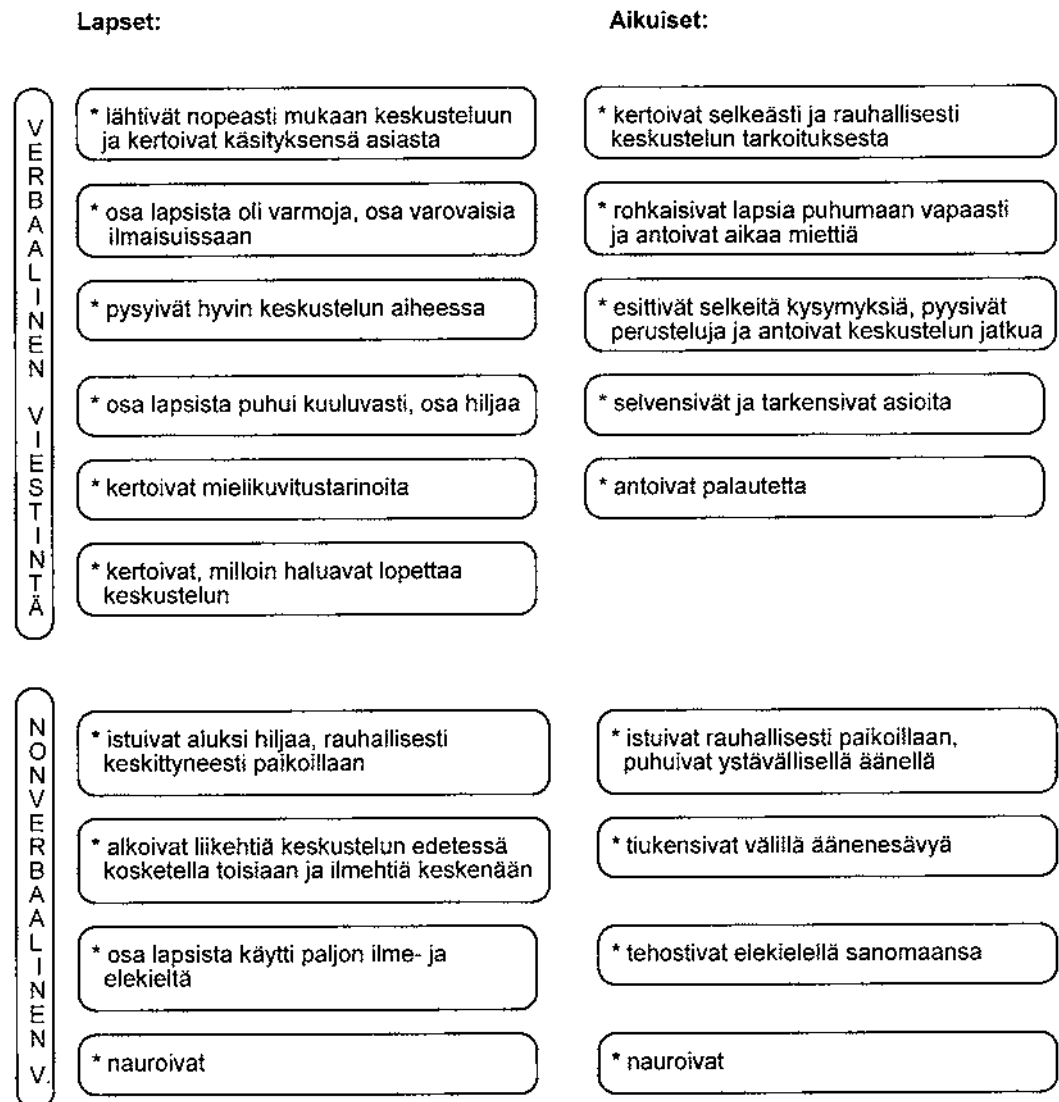 Lapset:
Aikuiset:
VERBAALINEN VIESTINTÄ
* lähtivät nopeasti mukaan keskusteluun
ja kertoivat käsityksensä asiasta
* kertoivat selkeästi ja rauhallisesti
keskustelun tarkoituksesta
* osa lapsista oli varmoja, osa varovaisia
ilmaisuissaan
* rohkaisivat lapsia puhumaan vapaasti
ja antoivat aikaa miettiä
* pysyivät hyvin keskustelun aiheessa
* esittivät selkeitä kysymyksiä, pyysivät
perusteluja ja antoivat keskustelun jatkua
* osa lapsista puhui kuuluvasti, osa hiljaa
* selvensivät ja tarkensivat asioita
* kertoivat mielikuvitustarinoita
* antoivat palautetta
* kertoivat, milloin haluavat lopettaa
keskustelun
NONVERBAALINEN V.
* istuivat aluksi hiljaa, rauhallisesti
keskittyneesti paikoillaan
* istuivat rauhallisesti paikoillaan,
puhuivat ystävällisellä äänellä
* alkoivat liikehtiä keskustelun edetessä
kosketella toisiaan ja ilmehtiä keskenään
* tiukensivat välillä äänenesävyä
* osa lapsista käytti paljon ilme- ja
elekieltä
* tehostivat elekielellä sanomaansa
* nauroivat
* nauroivat